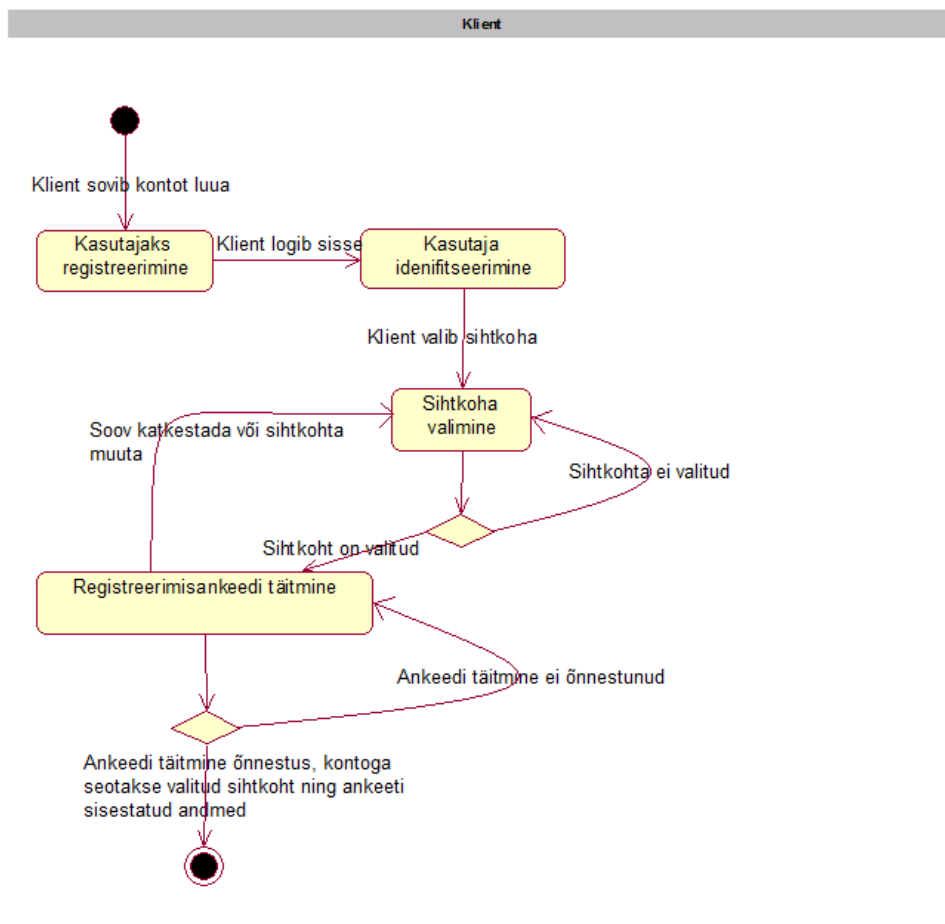 Klient
Klient sovib kontot luua
Kasutajaks
registreerimine
Klient logib sisse
Kasutaja
idenifitseerimine
Klient valib sihtkoha
Sihtkoha
valimine
Soov katkestada või sihtkohta
muuta
Sihtkohta ei valitud
Sihtkoht on valitud
Registreerimisankeedi täitmine
Ankeedi täitmine ei õnnestunud
Ankeedi täitmine õnnestus, kontoga
seotakse valitud sihtkoht ning ankeeti
sisestatud andmed